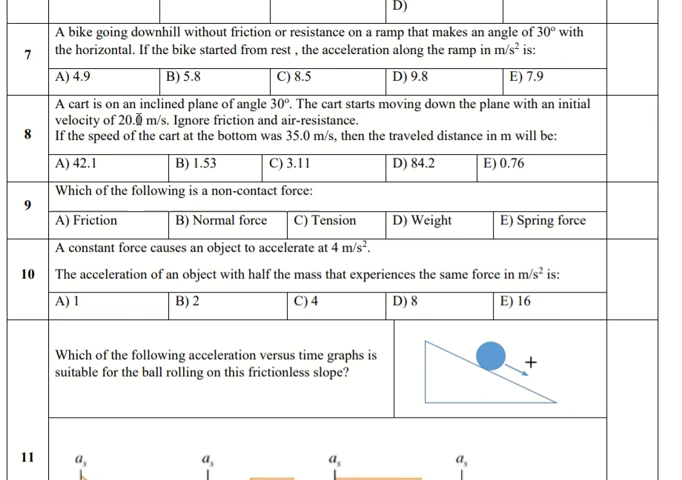 D)
7
A bike going downhill without friction or resistance on a ramp that makes an angle of 30º with
the horizontal. If the bike started from rest , the acceleration along the ramp in m/s² is:
A) 4.9 B) 5.8 C) 8.5 D) 9.8 E) 7.9
8
A cart is on an inclined plane of angle 30º. The cart starts moving down the plane with an initial
velocity of 20.0 m/s. Ignore friction and air-resistance.
If the speed of the cart at the bottom was 35.0 m/s, then the traveled distance in m will be:
A) 42.1 B) 1.53 C) 3.11 D) 84.2 E) 0.76
9
Which of the following is a non-contact force:
A) Friction B) Normal force C) Tension D) Weight E) Spring force
10
A constant force causes an object to accelerate at 4 m/s².
The acceleration of an object with half the mass that experiences the same force in m/s² is:
A) 1 B) 2 C) 4 D) 8 E) 16
11
Which of the following acceleration versus time graphs is
suitable for the ball rolling on this frictionless slope?
+
aₛ aₛ aₛ aₛ